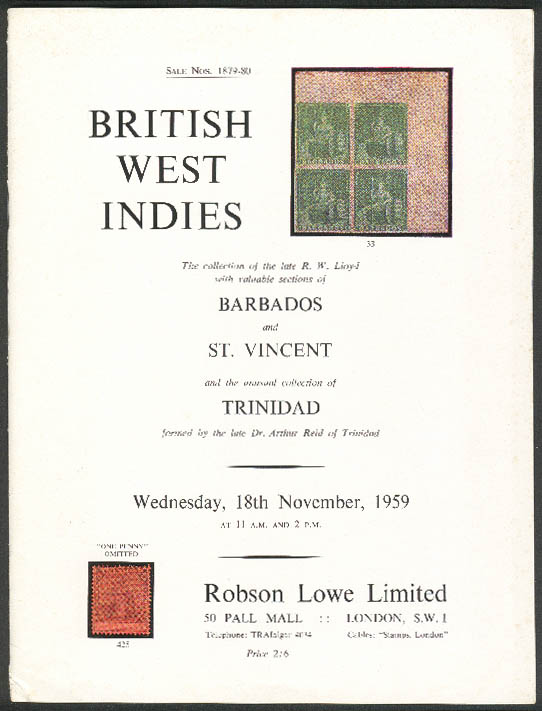 SALE NOS. 1879-80
BRITISH
WEST
INDIES
33
The collection of the late R. W. Lloyd
with valuable sections of
BARBADOS
and
ST. VINCENT
and the unusual collection of
TRINIDAD
formed by the late Dr. Arthur Reid of Trinidad
Wednesday, 18th November, 1959
AT 11 A.M. AND 2 P.M.
"ONE PENNY"
OMITTED
425
Robson Lowe Limited
50 PALL MALL :: LONDON, S.W.1
Telephone: TRAfalgar 4034 Cables: "Stamps, London"
Price 2/6